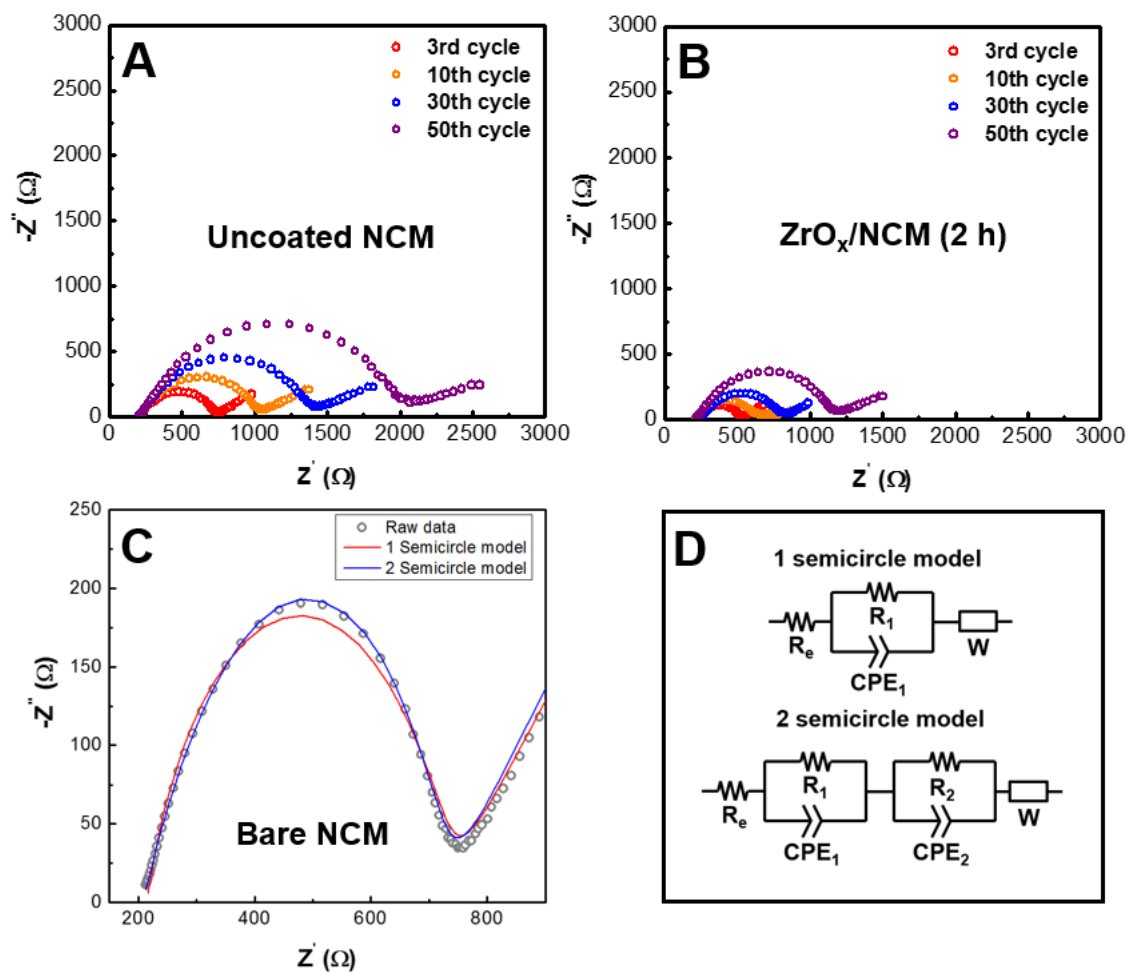 A
3rd cycle
10th cycle
30th cycle
50th cycle
Uncoated NCM
3000
2500
2000
1500
1000
500
0
-Z'' (Ω)
0 500 1000 1500 2000 2500 3000
Z' (Ω)
B
3rd cycle
10th cycle
30th cycle
50th cycle
ZrOx/NCM (2 h)
3000
2500
2000
1500
1000
500
0
-Z'' (Ω)
0 500 1000 1500 2000 2500 3000
Z' (Ω)
C
Raw data
1 Semicircle model
2 Semicircle model
Bare NCM
250
200
150
100
50
0
-Z'' (Ω)
200 400 600 800
Z' (Ω)
D
1 semicircle model
R1
Re
W
CPE1
2 semicircle model
R1 R2
Re
W
CPE1 CPE2